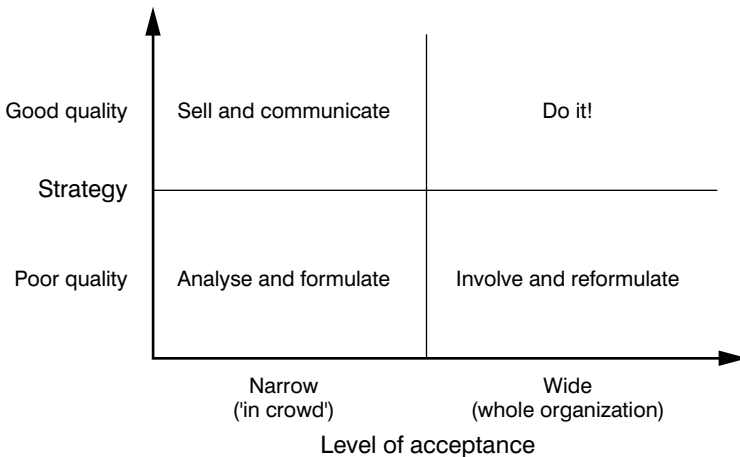 Good quality
Sell and communicate
Do it!
Strategy
Poor quality
Analyse and formulate
Involve and reformulate
Narrow
('in crowd')
Wide
(whole organization)
Level of acceptance